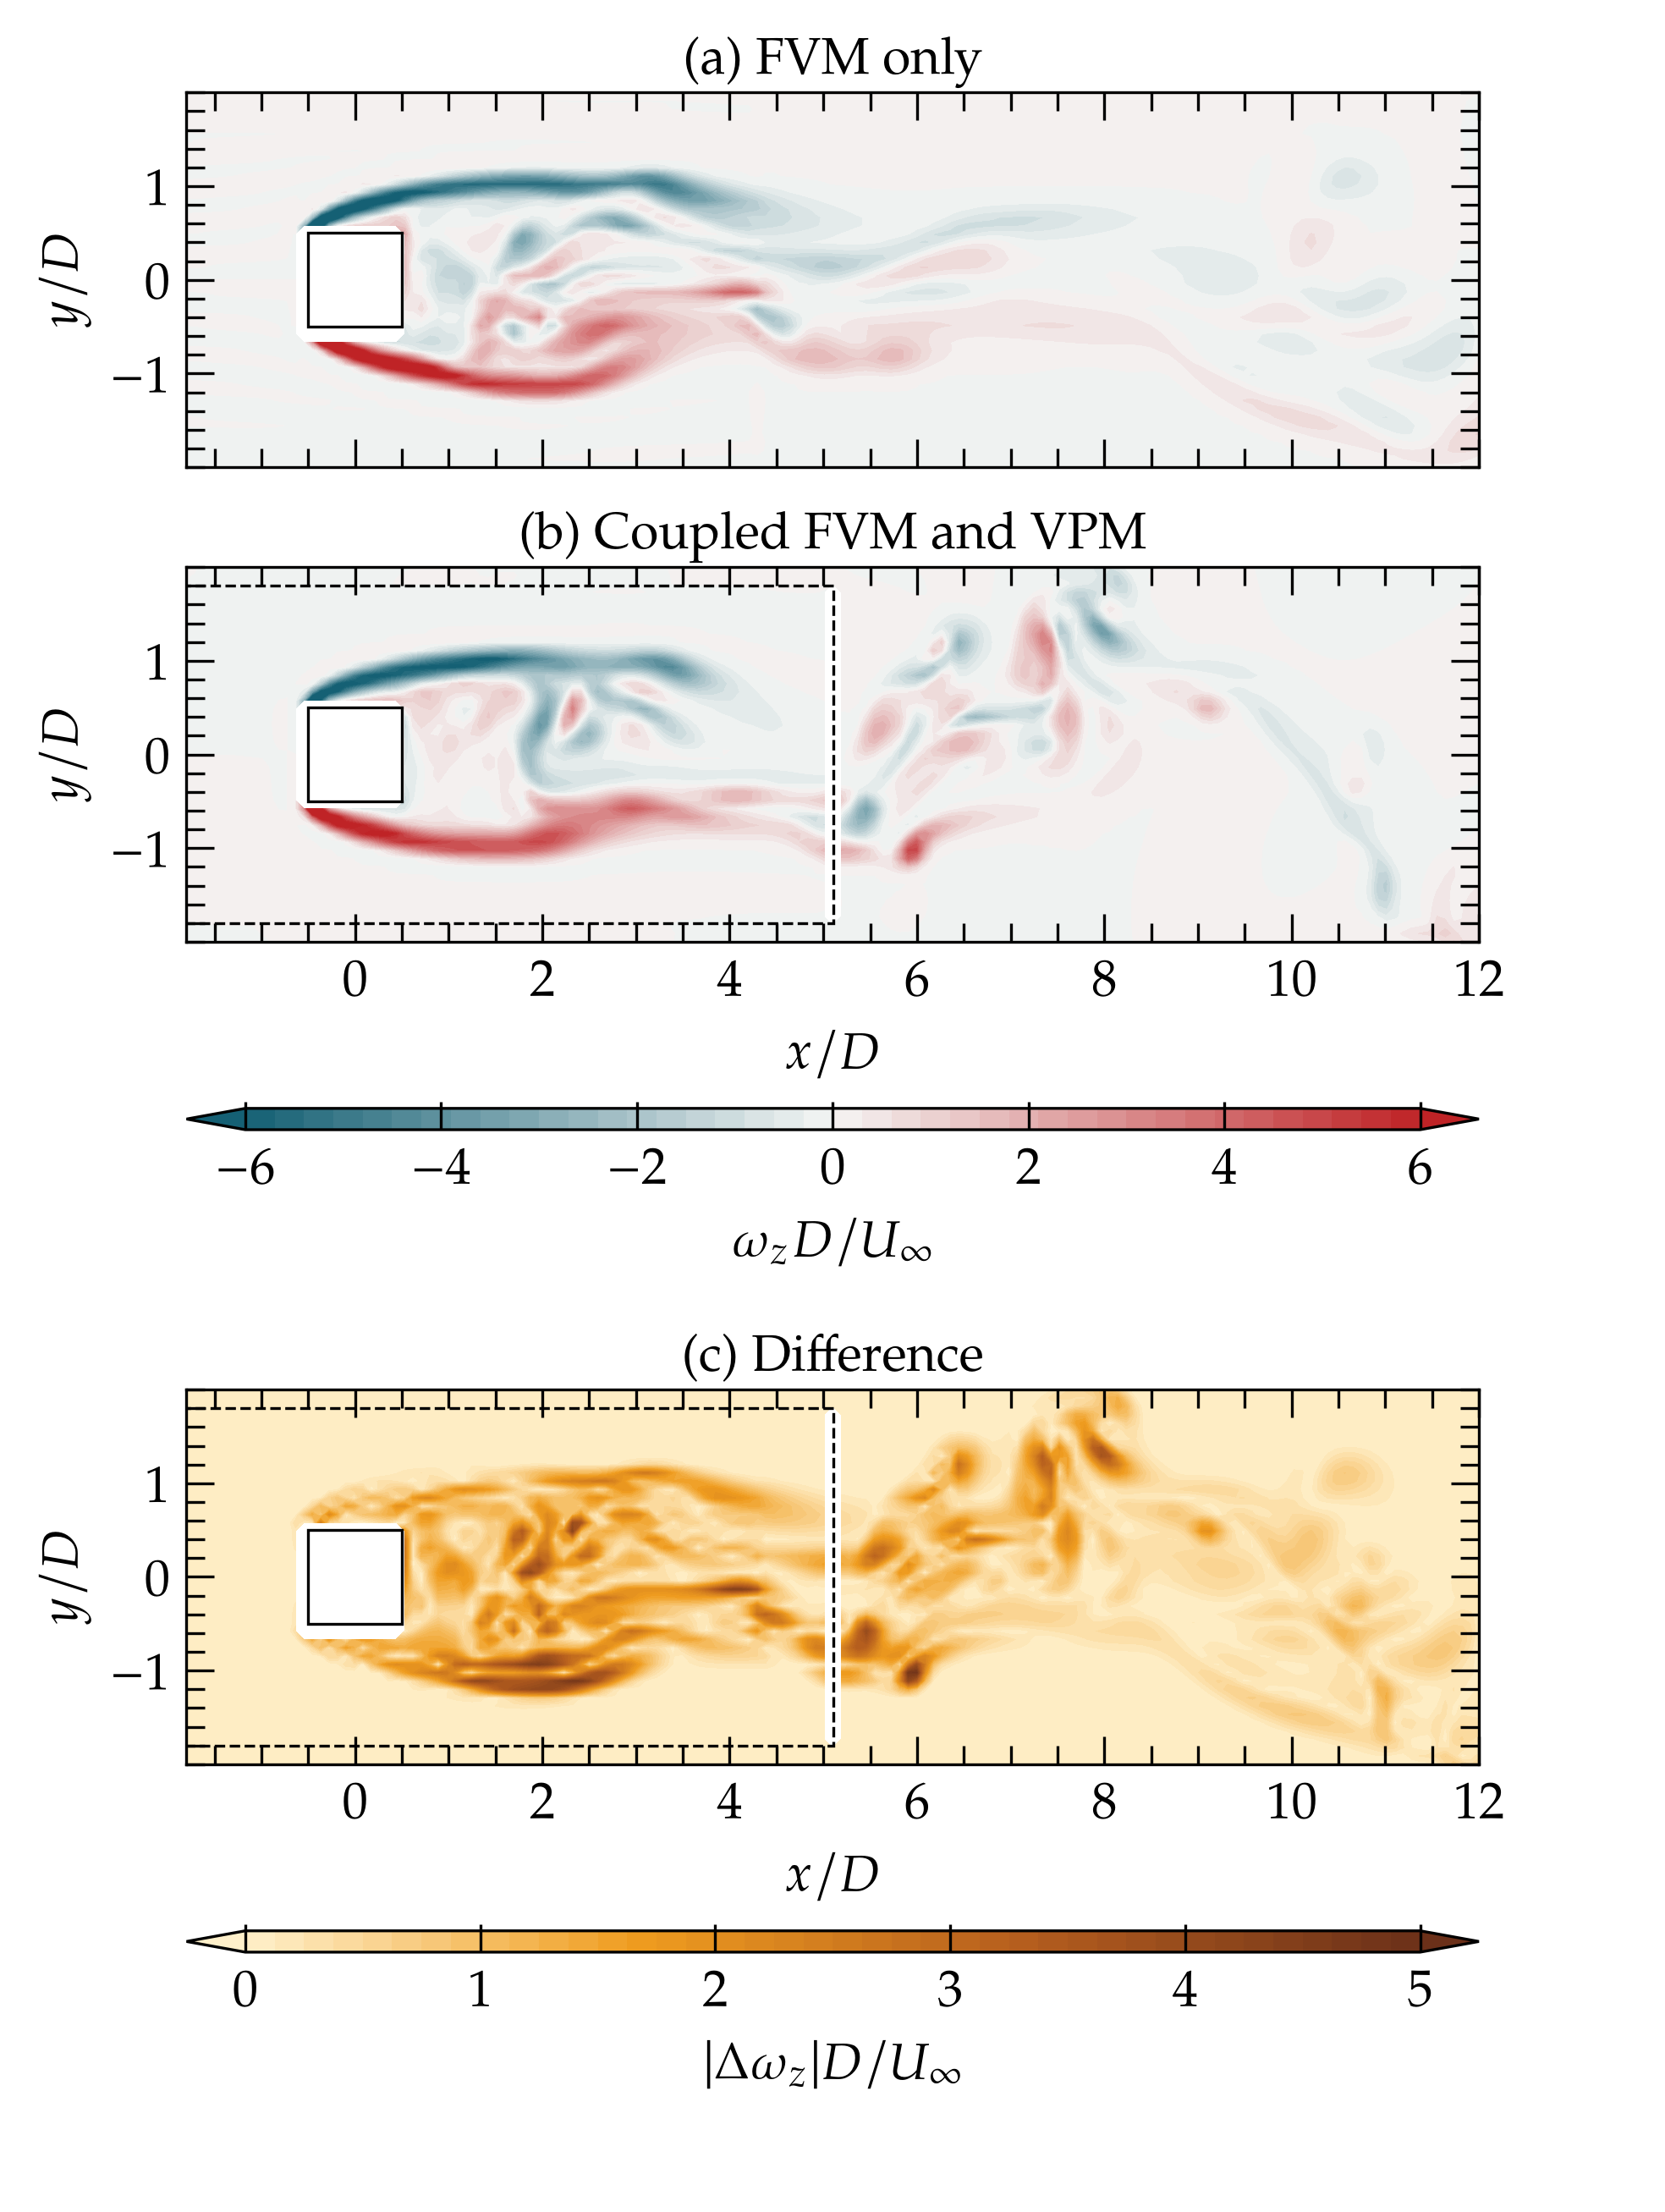 (a) FVM only
1
0
−1
y/D
(b) Coupled FVM and VPM
1
0
−1
y/D
0 2 4 6 8 10 12
x/D
−6 −4 −2 0 2 4 6
ω_z D/U_∞
(c) Difference
1
0
−1
y/D
0 2 4 6 8 10 12
x/D
0 1 2 3 4 5
|Δω_z|D/U_∞